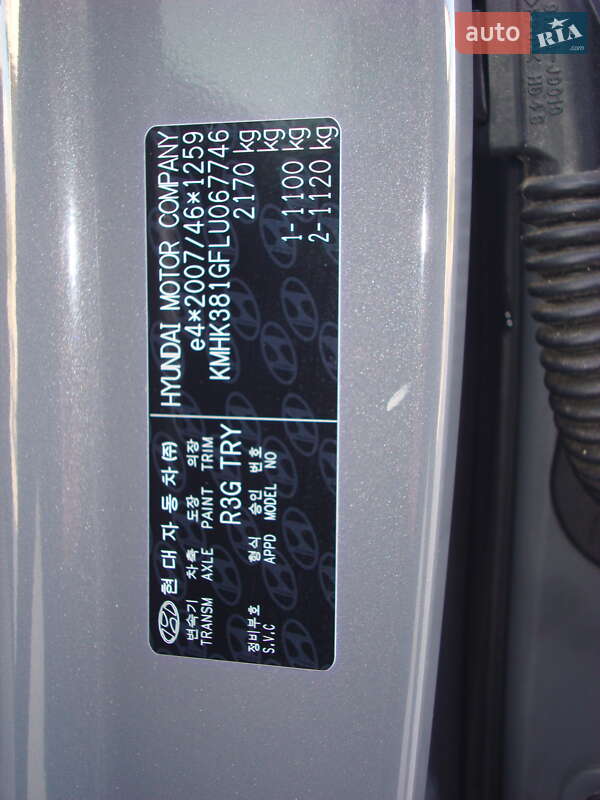 auto RIA.com
HYUNDAI MOTOR COMPANY
e4*2007/46*1259
KMHK381GFLU067746
2170 kg
kg
1-1100 kg
2-1120 kg
현대자동차(주)
변속기 차축 도장 외장
TRANSM AXLE PAINT TRIM
R3G TRY
정비부호 형식 승인 번호
S.V.C APPD MODEL NO